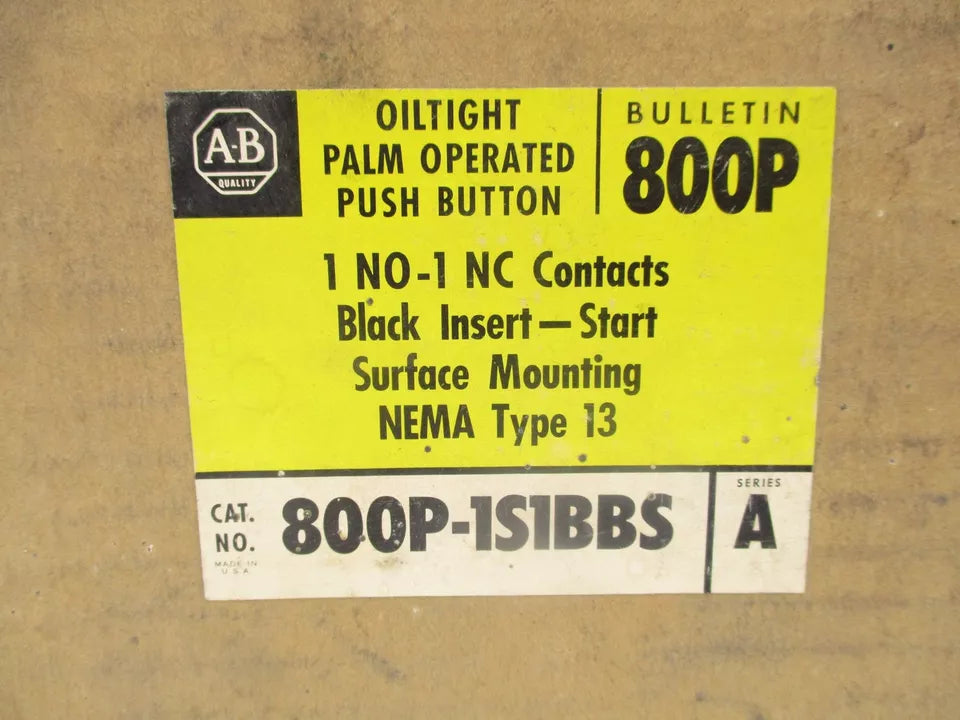 A-B
QUALITY
OILTIGHT
PALM OPERATED
PUSH BUTTON
BULLETIN
800P
1 NO-1 NC Contacts
Black Insert — Start
Surface Mounting
NEMA Type 13
CAT.
NO.
MADE IN
U.S.A.
800P-1S1BBS
SERIES
A